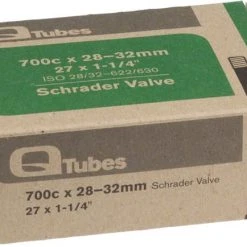 Q Tubes
700c x 28–32mm
27 x 1-1/4"
ISO 28/32-622/630
Schrader Valve
Q Tubes
700c x 28–32mm Schrader Valve
27 x 1-1/4"